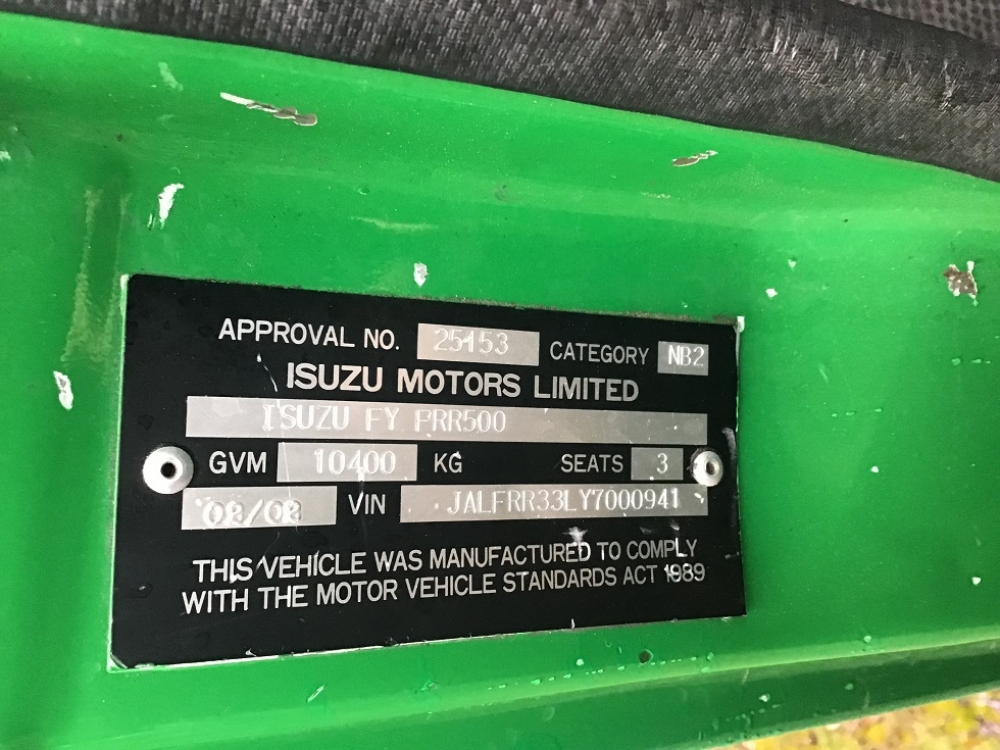 APPROVAL NO. 25153 CATEGORY NB2
ISUZU MOTORS LIMITED
ISUZU FY FRR500
GVM 10400 KG SEATS 3
02/02 VIN JALFRR33LY7000941
THIS VEHICLE WAS MANUFACTURED TO COMPLY
WITH THE MOTOR VEHICLE STANDARDS ACT 1989